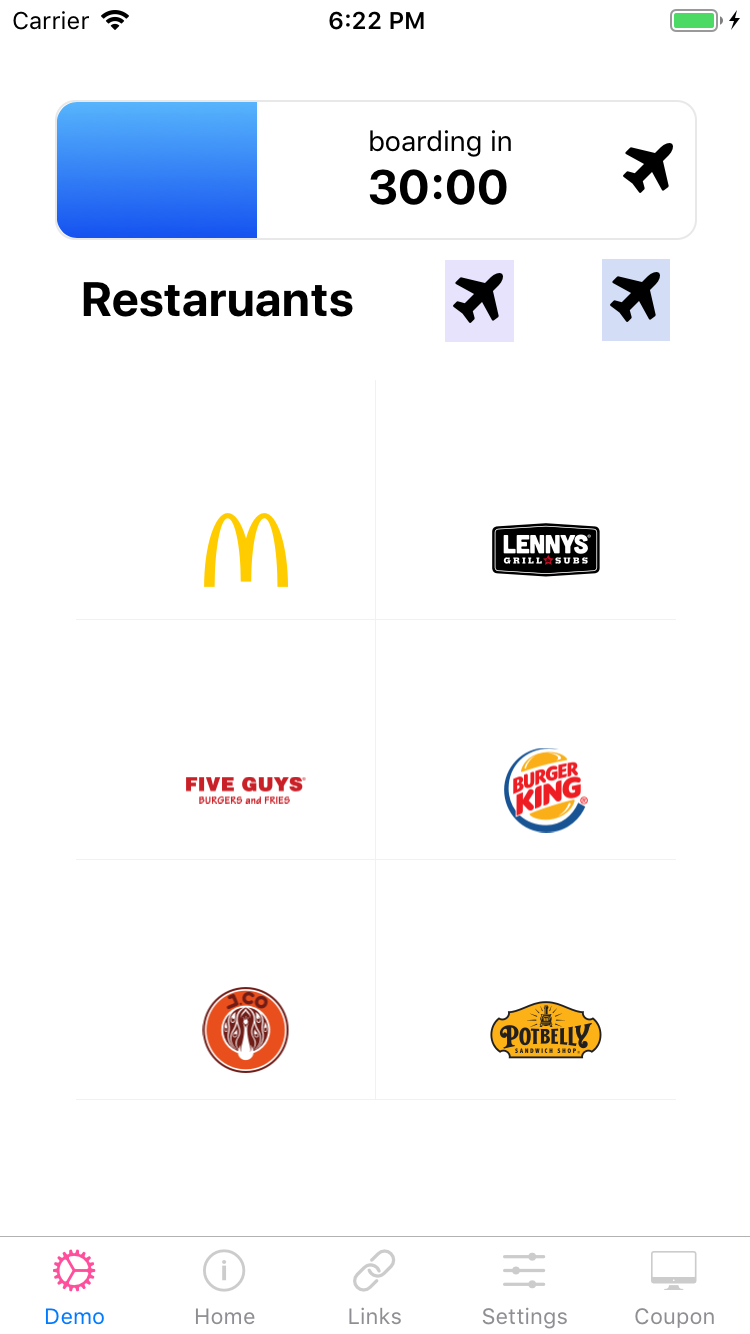 Carrier 6:22 PM
boarding in
30:00
Restaruants
LENNYS
GRILL SUBS
FIVE GUYS®
BURGERS and FRIES
BURGER
KING®
J.CO
POTBELLY
SANDWICH SHOP
Demo Home Links Settings Coupon